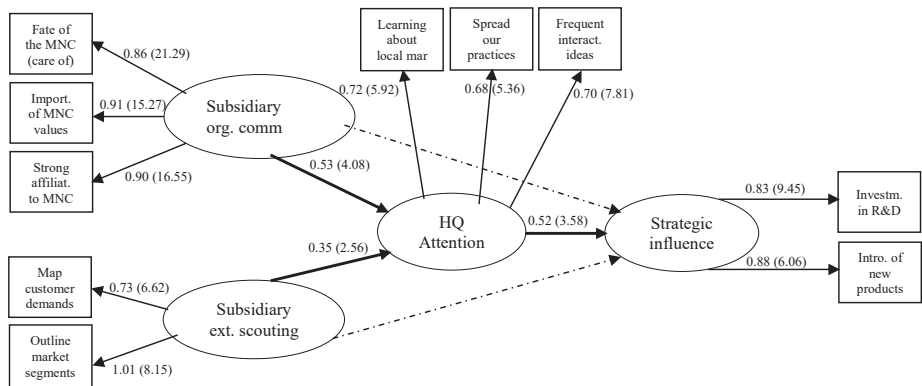 Fate of
the MNC
(care of)
0.86 (21.29)
Import.
of MNC
values
0.91 (15.27)
Strong
affiliat.
to MNC
0.90 (16.55)
Subsidiary
org. comm
Learning
about
local mar
0.72 (5.92)
Spread
our
practices
0.68 (5.36)
Frequent
interact.
ideas
0.70 (7.81)
0.53 (4.08)
HQ
Attention
0.35 (2.56)
0.52 (3.58)
Strategic
influence
0.83 (9.45)
Investm.
in R&D
0.88 (6.06)
Intro. of
new
products
Map
customer
demands
0.73 (6.62)
Subsidiary
ext. scouting
Outline
market
segments
1.01 (8.15)